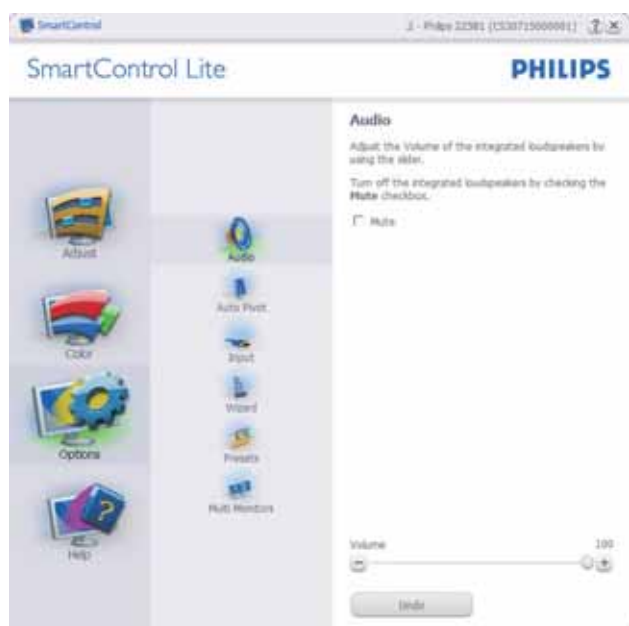 SmartControl
SmartControl Lite
PHILIPS
Adjust
Color
Options
Help
Audio
Auto Pivot
Input
Wizard
Presets
Multi Monitors
Audio
Adjust the Volume of the integrated loudspeakers by
using the slider.
Turn off the integrated loudspeakers by checking the
Mute checkbox.
Mute
Volume 100
Undo